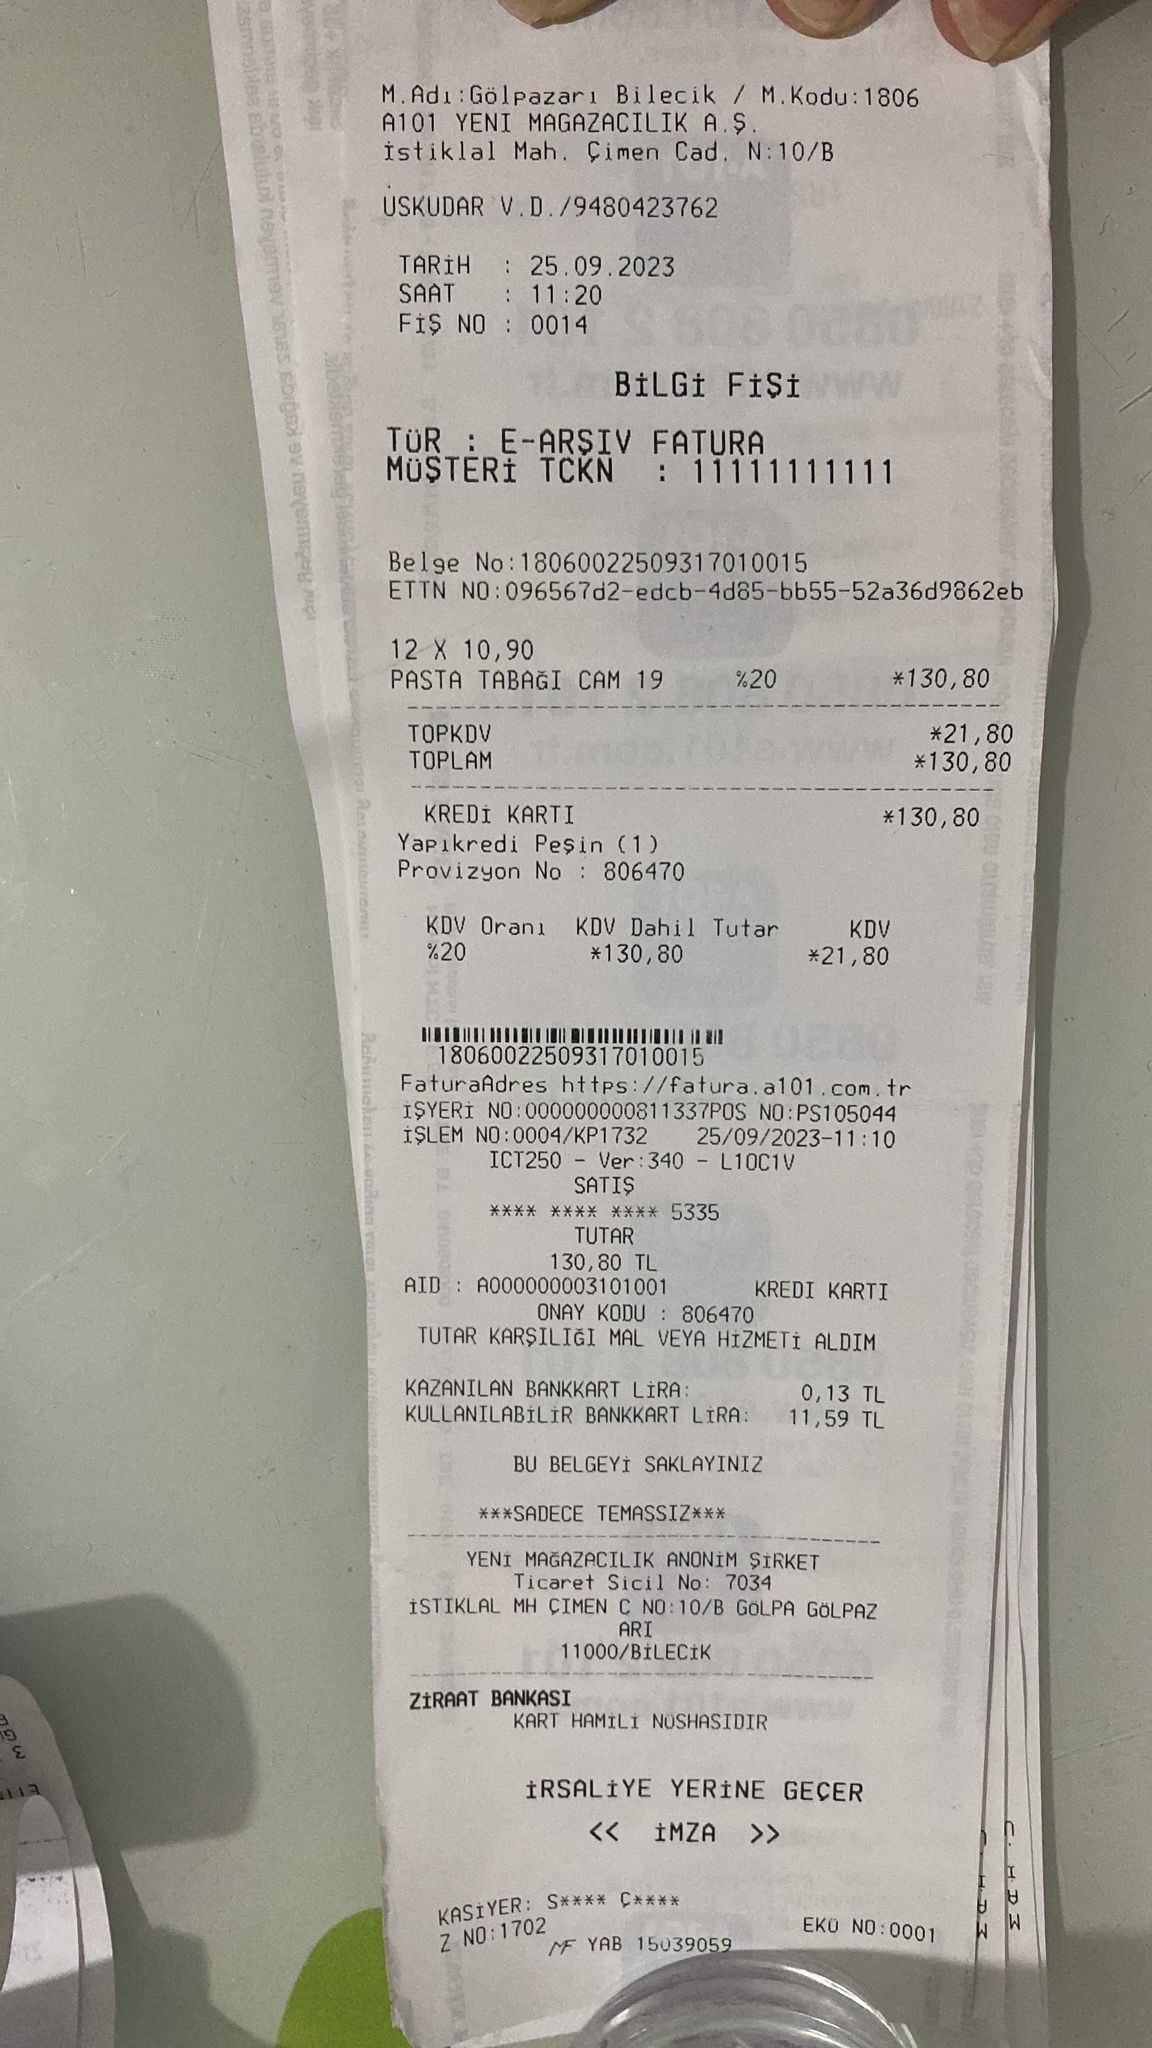 M.Adı:Gölpazarı Bilecik / M.Kodu:1806
A101 YENI MAGAZACILIK A.Ş.
İstiklal Mah. Çimen Cad. N:10/B
ÜSKUDAR V.D./9480423762
TARİH : 25.09.2023
SAAT : 11:20
FİŞ NO : 0014
BİLGİ FİŞİ
TÜR : E-ARŞIV FATURA
MÜŞTERİ TCKN : 11111111111
Belge No:18060022509317010015
ETTN NO:096567d2-edcb-4d85-bb55-52a36d9862eb
12 X 10,90
PASTA TABAĞI CAM 19 %20 *130,80
TOPKDV *21,80
TOPLAM *130,80
KREDİ KARTI *130,80
Yapıkredi Peşin (1)
Provizyon No : 806470
KDV Oranı KDV Dahil Tutar KDV
%20 *130,80 *21,80
18060022509317010015
FaturaAdres https://fatura.a101.com.tr
İŞYERİ NO:000000000811337POS NO:PS105044
İŞLEM NO:0004/KP1732 25/09/2023-11:10
ICT250 - Ver:340 - L10C1V
SATIŞ
**** **** **** 5335
TUTAR
130,80 TL
AID : A000000003101001 KREDI KARTI
ONAY KODU : 806470
TUTAR KARŞILIĞI MAL VEYA HİZMETİ ALDIM
KAZANILAN BANKKART LİRA: 0,13 TL
KULLANILABİLİR BANKKART LİRA: 11,59 TL
BU BELGEYİ SAKLAYINIZ
***SADECE TEMASSIZ***
YENİ MAĞAZACILIK ANONİM ŞİRKET
Ticaret Sicil No: 7034
İSTİKLAL MH ÇIMEN C NO:10/B GÖLPA GÖLPAZ
ARI
11000/BİLECİK
ZİRAAT BANKASI
KART HAMİLİ NÜSHASIDIR
İRSALİYE YERİNE GEÇER
<< İMZA >>
KASİYER: S**** Ç****
Z NO:1702 EKÜ NO:0001
MF YAB 15039059